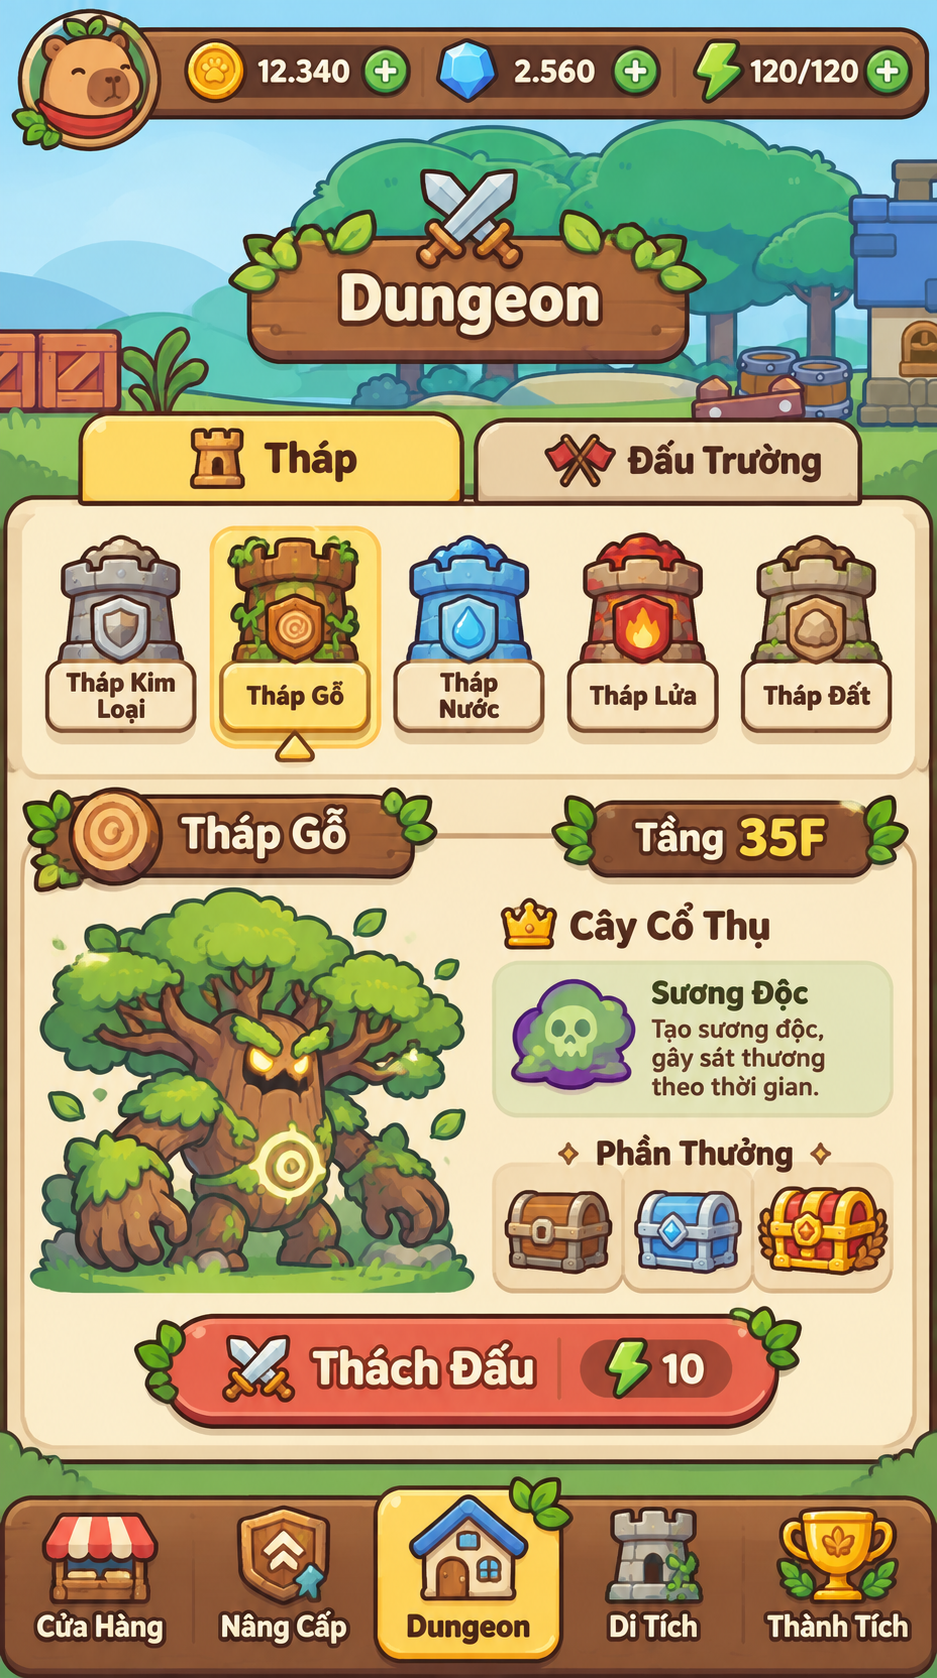 12.340
2.560
120/120
Dungeon
Tháp
Đấu Trường
Tháp Kim
Loại
Tháp Gỗ
Tháp
Nước
Tháp Lửa
Tháp Đất
Tháp Gỗ
Tầng 35F
Cây Cổ Thụ
Sương Độc
Tạo sương độc,
gây sát thương
theo thời gian.
Phần Thưởng
Thách Đấu
10
Cửa Hàng
Nâng Cấp
Dungeon
Di Tích
Thành Tích